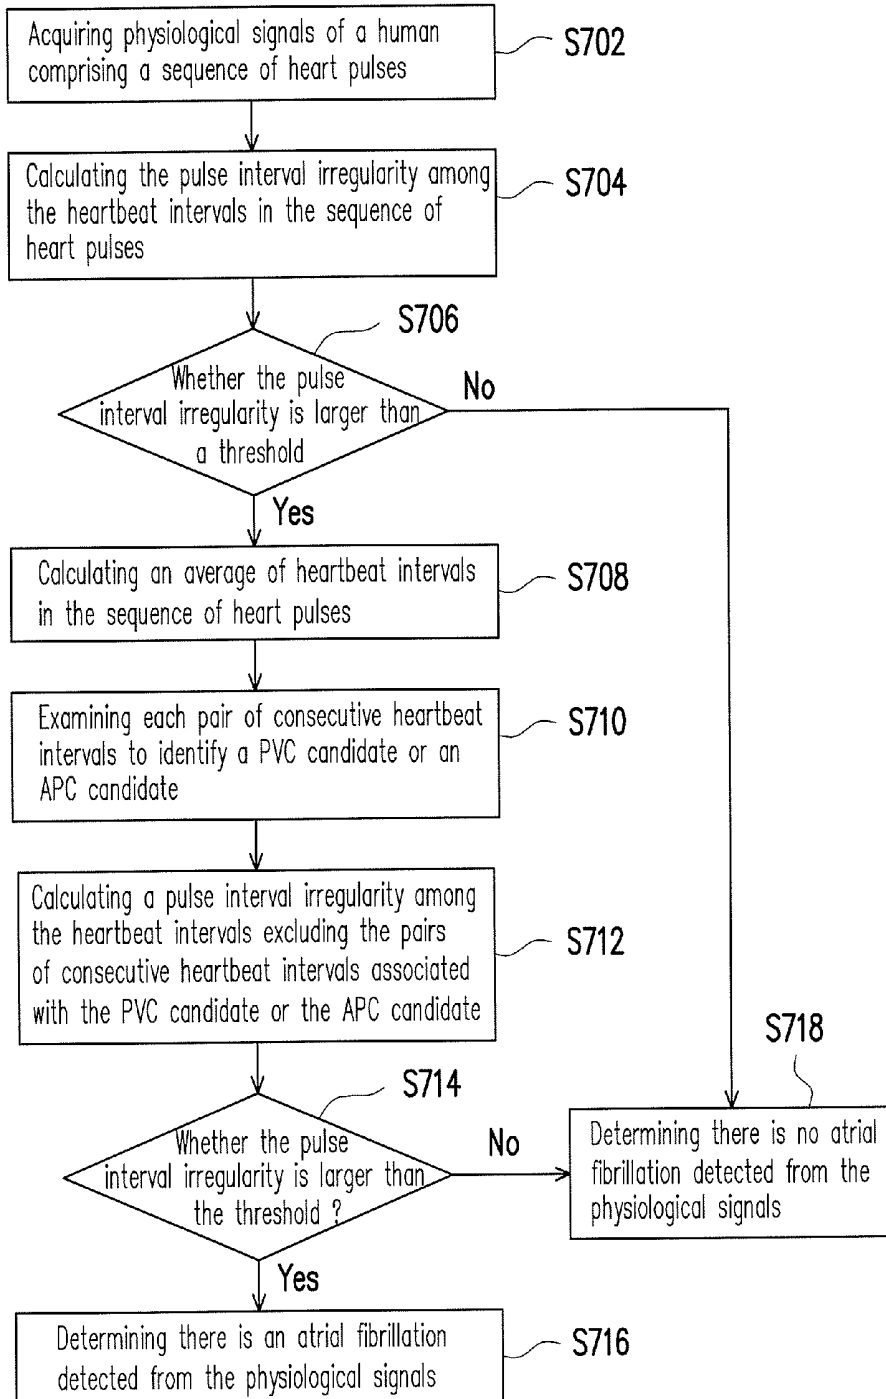 Acquiring physiological signals of a human
comprising a sequence of heart pulses
S702
Calculating the pulse interval irregularity among
the heartbeat intervals in the sequence of
heart pulses
S704
S706
Whether the pulse
interval irregularity is larger than
a threshold
No
Yes
Calculating an average of heartbeat intervals
in the sequence of heart pulses
S708
Examining each pair of consecutive heartbeat
intervals to identify a PVC candidate or an
APC candidate
S710
Calculating a pulse interval irregularity among
the heartbeat intervals excluding the pairs
of consecutive heartbeat intervals associated
with the PVC candidate or the APC candidate
S712
S714
Whether the pulse
interval irregularity is larger than
the threshold ?
No
S718
Determining there is no atrial
fibrillation detected from the
physiological signals
Yes
Determining there is an atrial fibrillation
detected from the physiological signals
S716